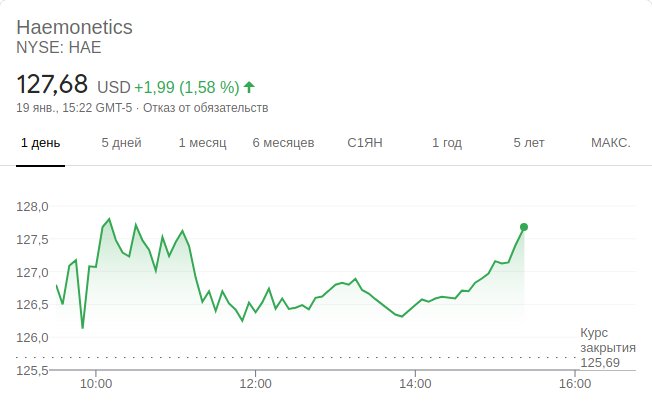 Haemonetics
NYSE: HAE
127,68 USD +1,99 (1,58 %)
19 янв., 15:22 GMT-5 · Отказ от обязательств
1 день 5 дней 1 месяц 6 месяцев С1ЯН 1 год 5 лет МАКС.
128,0
127,5
127,0
126,5
126,0
125,5
Курс
закрытия
125,69
10:00 12:00 14:00 16:00